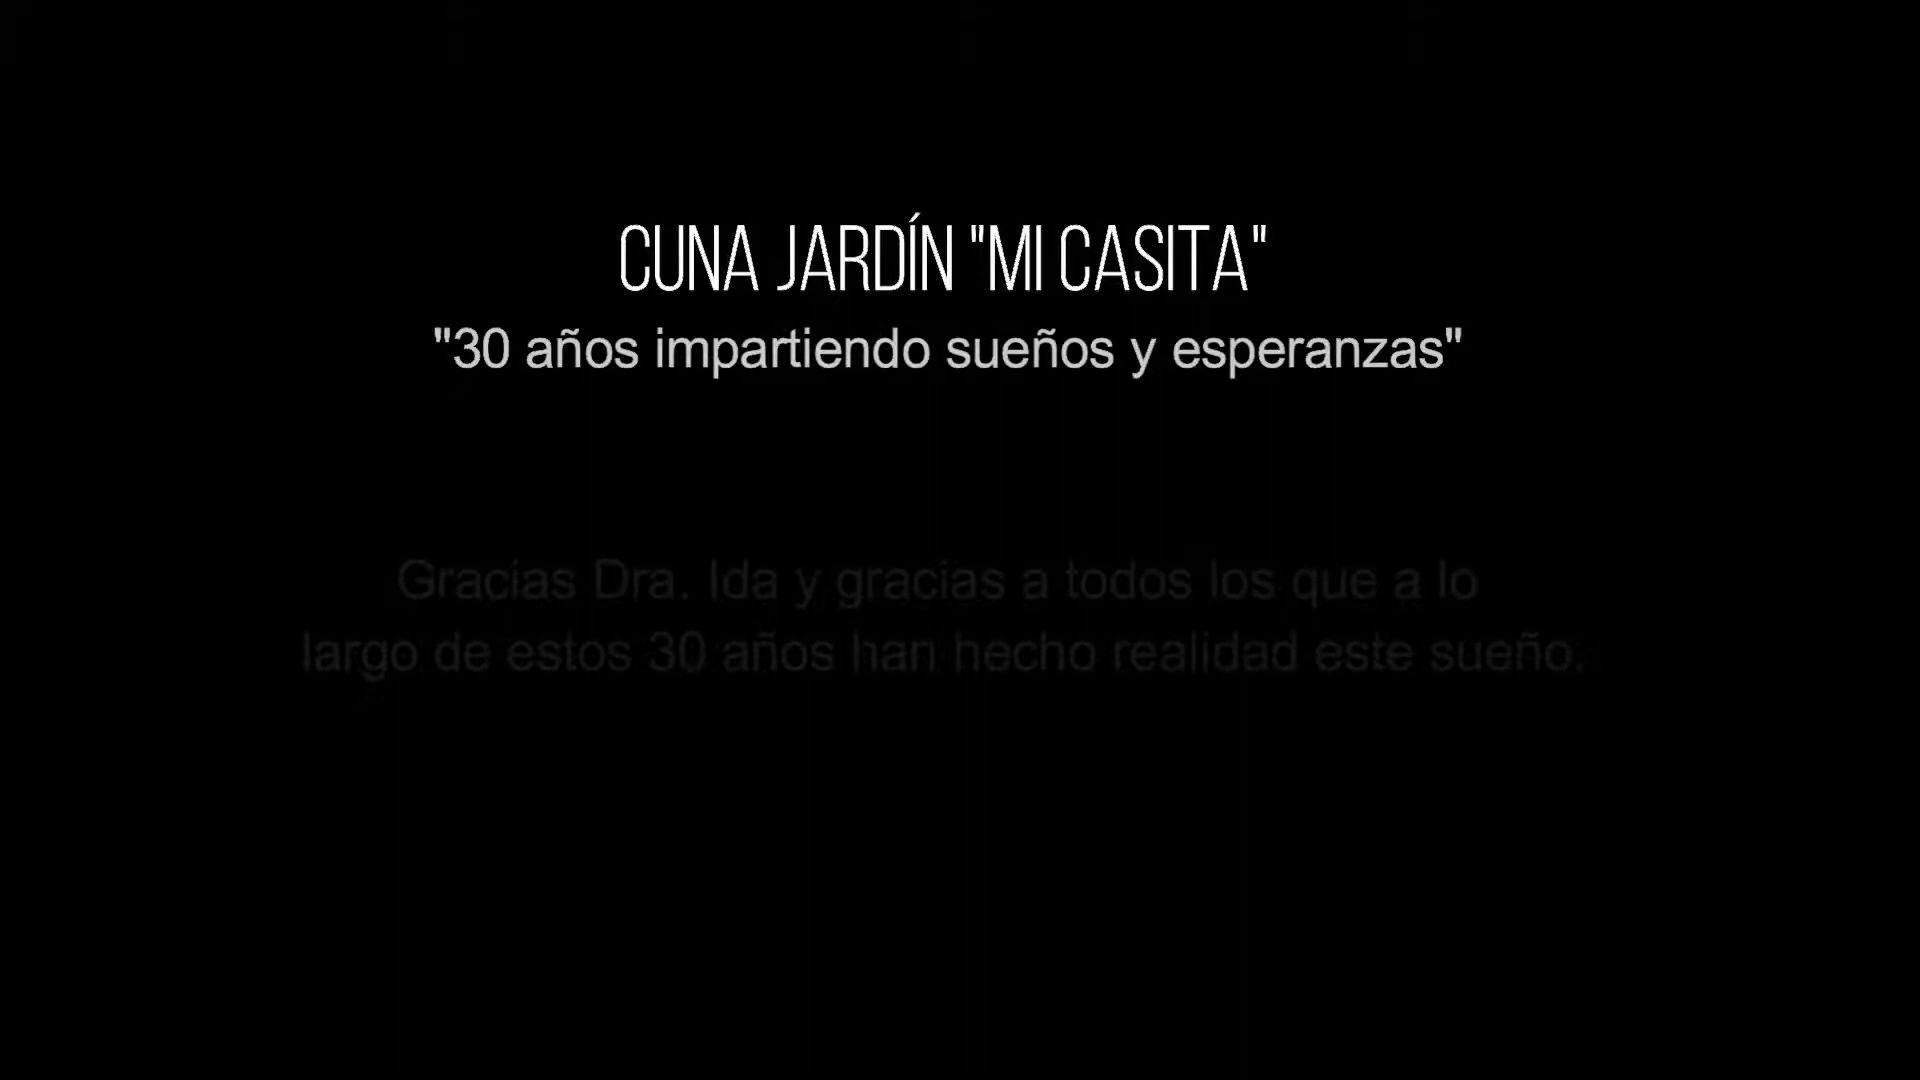 CUNA JARDÍN "MI CASITA"
"30 años impartiendo sueños y esperanzas"
Gracias Dra. Ida y gracias a todos los que a lo
largo de estos 30 años han hecho realidad este sueño.